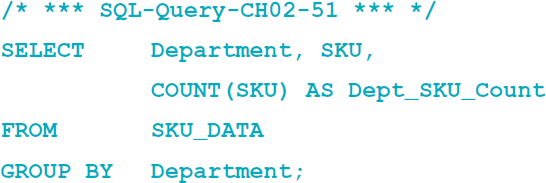 /* *** SQL-Query-CH02-51 *** */
SELECT Department, SKU,
COUNT(SKU) AS Dept_SKU_Count
FROM SKU_DATA
GROUP BY Department;